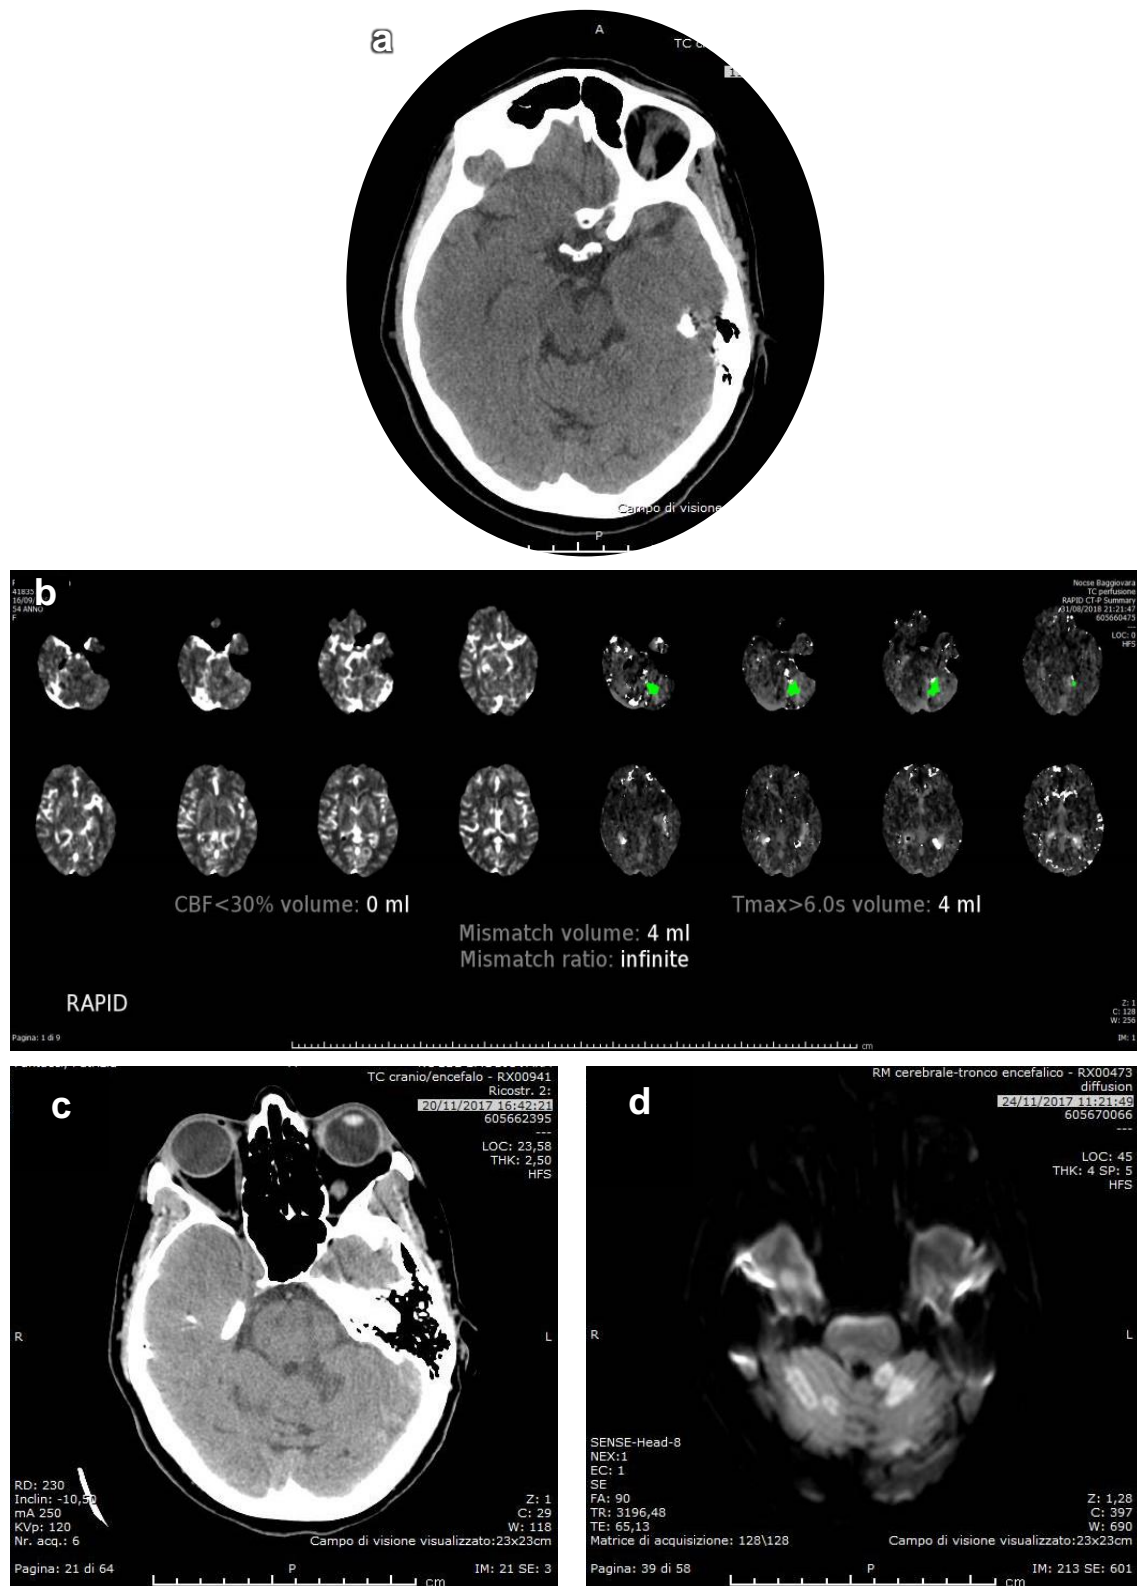 a
A
TC c
Campo di visione
P
b
41835
16/09/
54 ANNO
F
Nocse Baggiovara
TC perfusione
RAPID CT-P Summary
31/08/2018 21:21:47
605660475
---
LOC: 0
HFS
CBF<30% volume: 0 ml
Tmax>6.0s volume: 4 ml
Mismatch volume: 4 ml
Mismatch ratio: infinite
RAPID
Z: 1
C: 128
W: 256
Pagina: 1 di 9
IM: 1
cm
c
TC cranio/encefalo - RX00941
Ricostr. 2:
20/11/2017 16:42:21
605662395
---
LOC: 23,58
THK: 2,50
HFS
R
L
RD: 230
Inclin: -10,50
mA 250
KVp: 120
Nr. acq.: 6
Z: 1
C: 29
W: 118
Campo di visione visualizzato:23x23cm
Pagina: 21 di 64
P
IM: 21 SE: 3
cm
d
RM cerebrale-tronco encefalico - RX00473
diffusion
24/11/2017 11:21:49
605670066
---
LOC: 45
THK: 4 SP: 5
HFS
R
L
SENSE-Head-8
NEX:1
EC: 1
SE
FA: 90
TR: 3196,48
TE: 65,13
Matrice di acquisizione: 128\128
Z: 1,28
C: 397
W: 690
Campo di visione visualizzato:23x23cm
Pagina: 39 di 58
P
IM: 213 SE: 601
cm